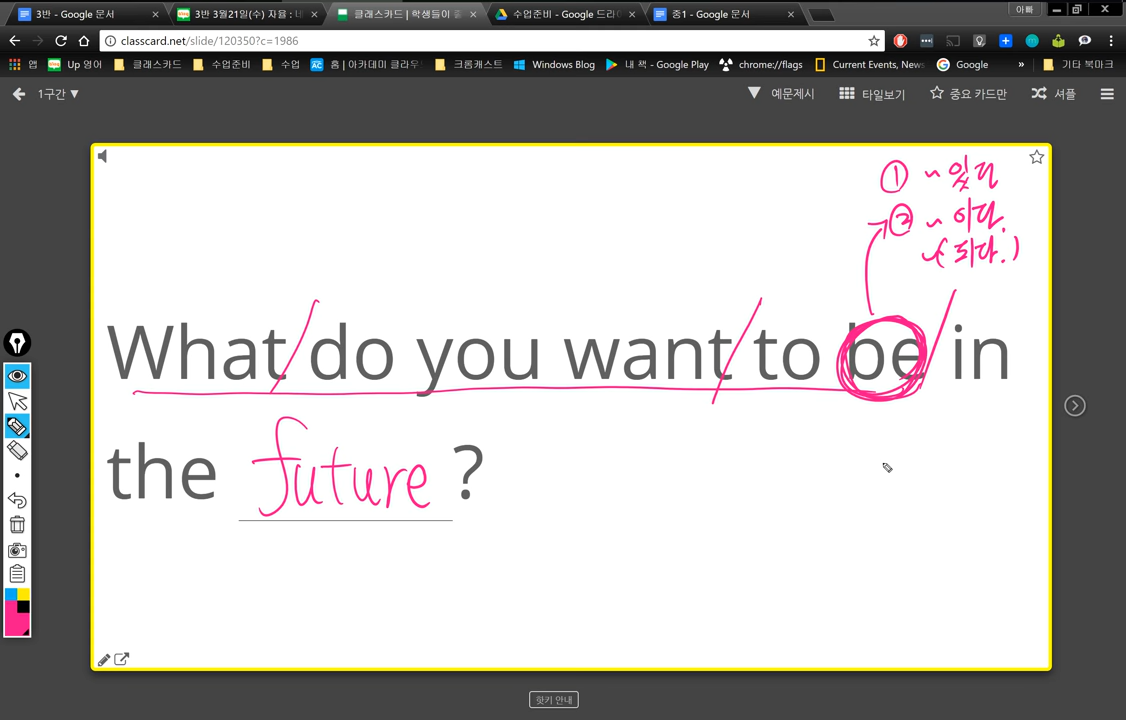 3반 - Google 문서
3반 3월21일(수) 자율 : 네
클래스카드 | 학생들이 좋
수업준비 - Google 드라이
중1 - Google 문서
아빠
classcard.net/slide/120350?c=1986
앱
Up 영어
클래스카드
수업준비
수업
홈 | 아카데미 클라우
크롬캐스트
Windows Blog
내 책 - Google Play
chrome://flags
Current Events, News
Google
»
기타 북마크
1구간 ▼
예문제시
타일보기
중요 카드만
셔플
① ~ 있다
② ~ 이다.
(되다.)
What / do you want / to be / in
the future ?
핫키 안내